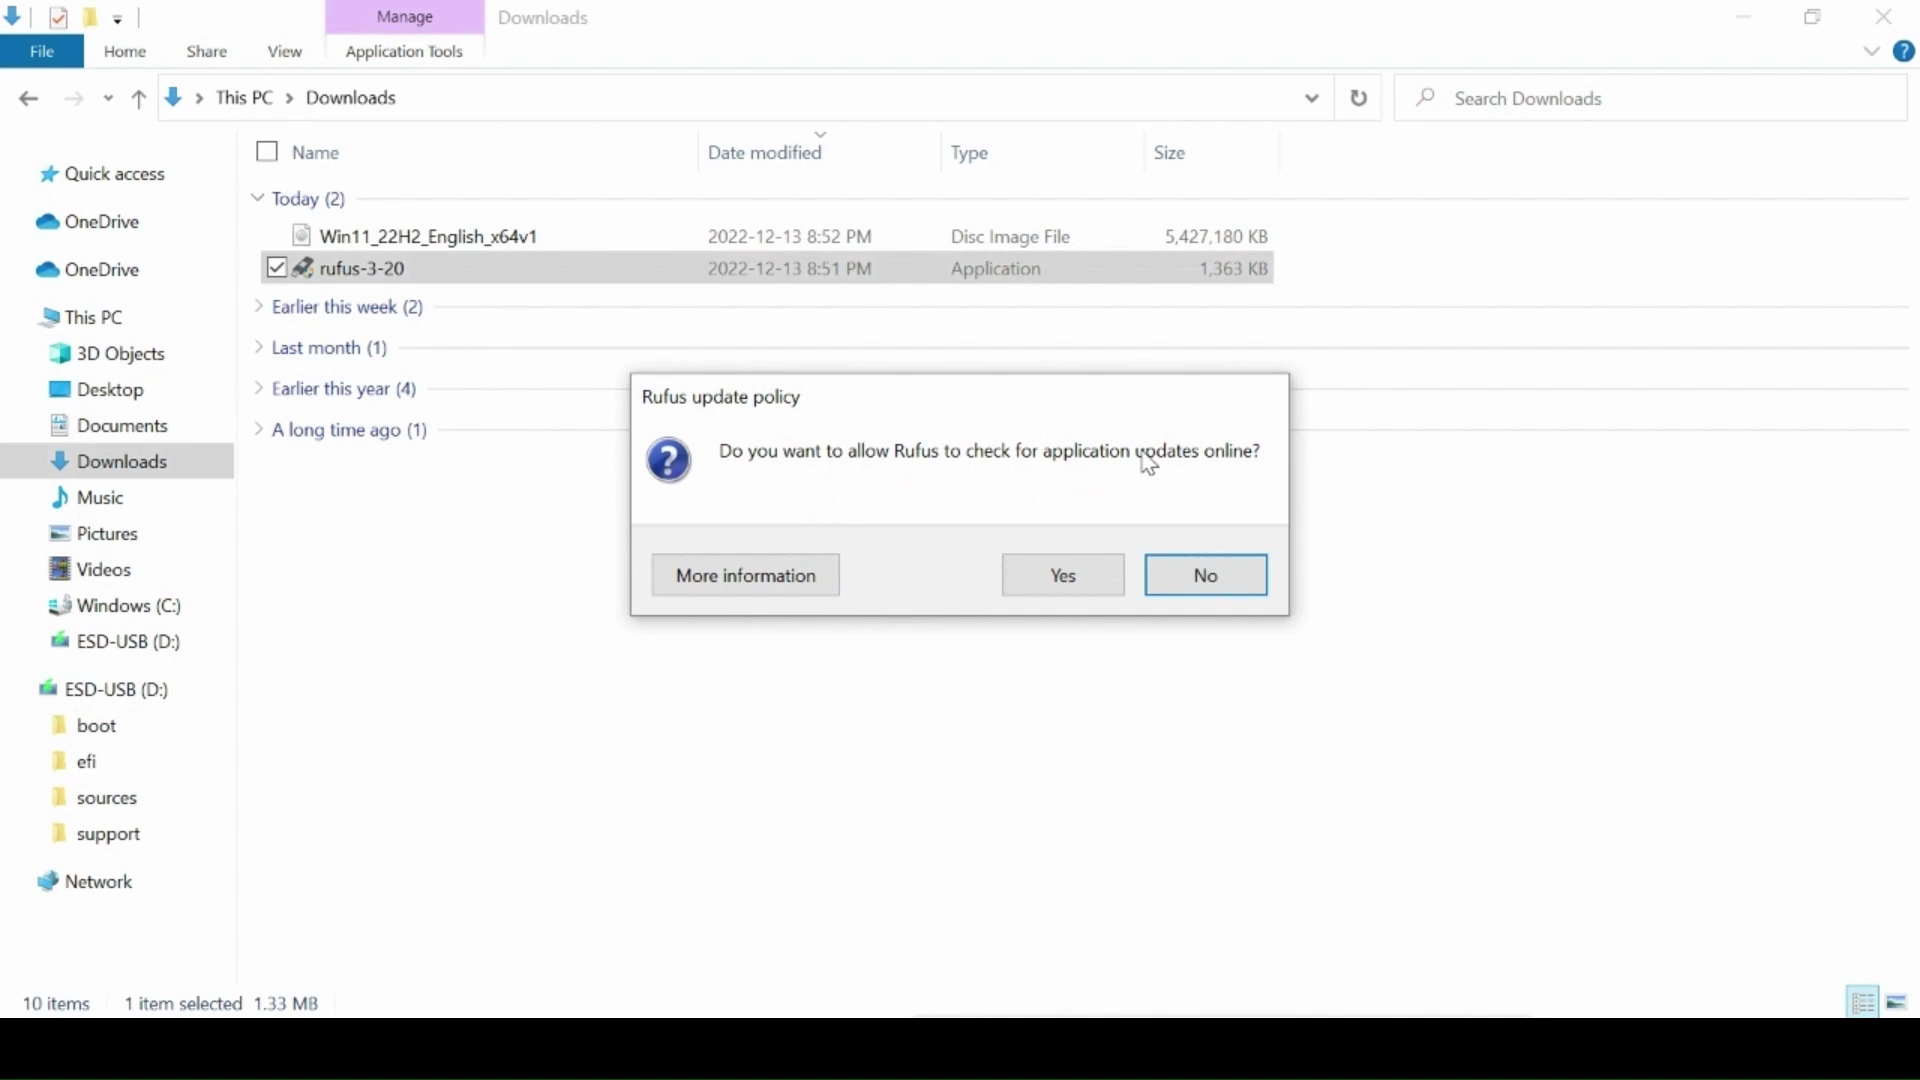 Manage
Downloads
File
Home
Share
View
Application Tools
This PC
Downloads
Search Downloads
Name
Date modified
Type
Size
Today (2)
Win11_22H2_English_x64v1
2022-12-13 8:52 PM
Disc Image File
5,427,180 KB
rufus-3-20
2022-12-13 8:51 PM
Application
1,363 KB
Earlier this week (2)
Last month (1)
Earlier this year (4)
A long time ago (1)
Quick access
OneDrive
OneDrive
This PC
3D Objects
Desktop
Documents
Downloads
Music
Pictures
Videos
Windows (C:)
ESD-USB (D:)
ESD-USB (D:)
boot
efi
sources
support
Network
Rufus update policy
Do you want to allow Rufus to check for application updates online?
More information
Yes
No
10 items
1 item selected 1.33 MB